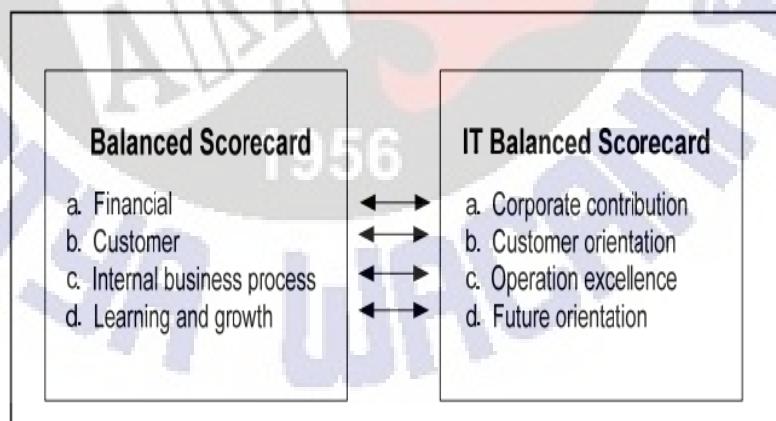 Balanced Scorecard
a. Financial
b. Customer
c. Internal business process
d. Learning and growth
IT Balanced Scorecard
a. Corporate contribution
b. Customer orientation
c. Operation excellence
d. Future orientation
1956
WACANA